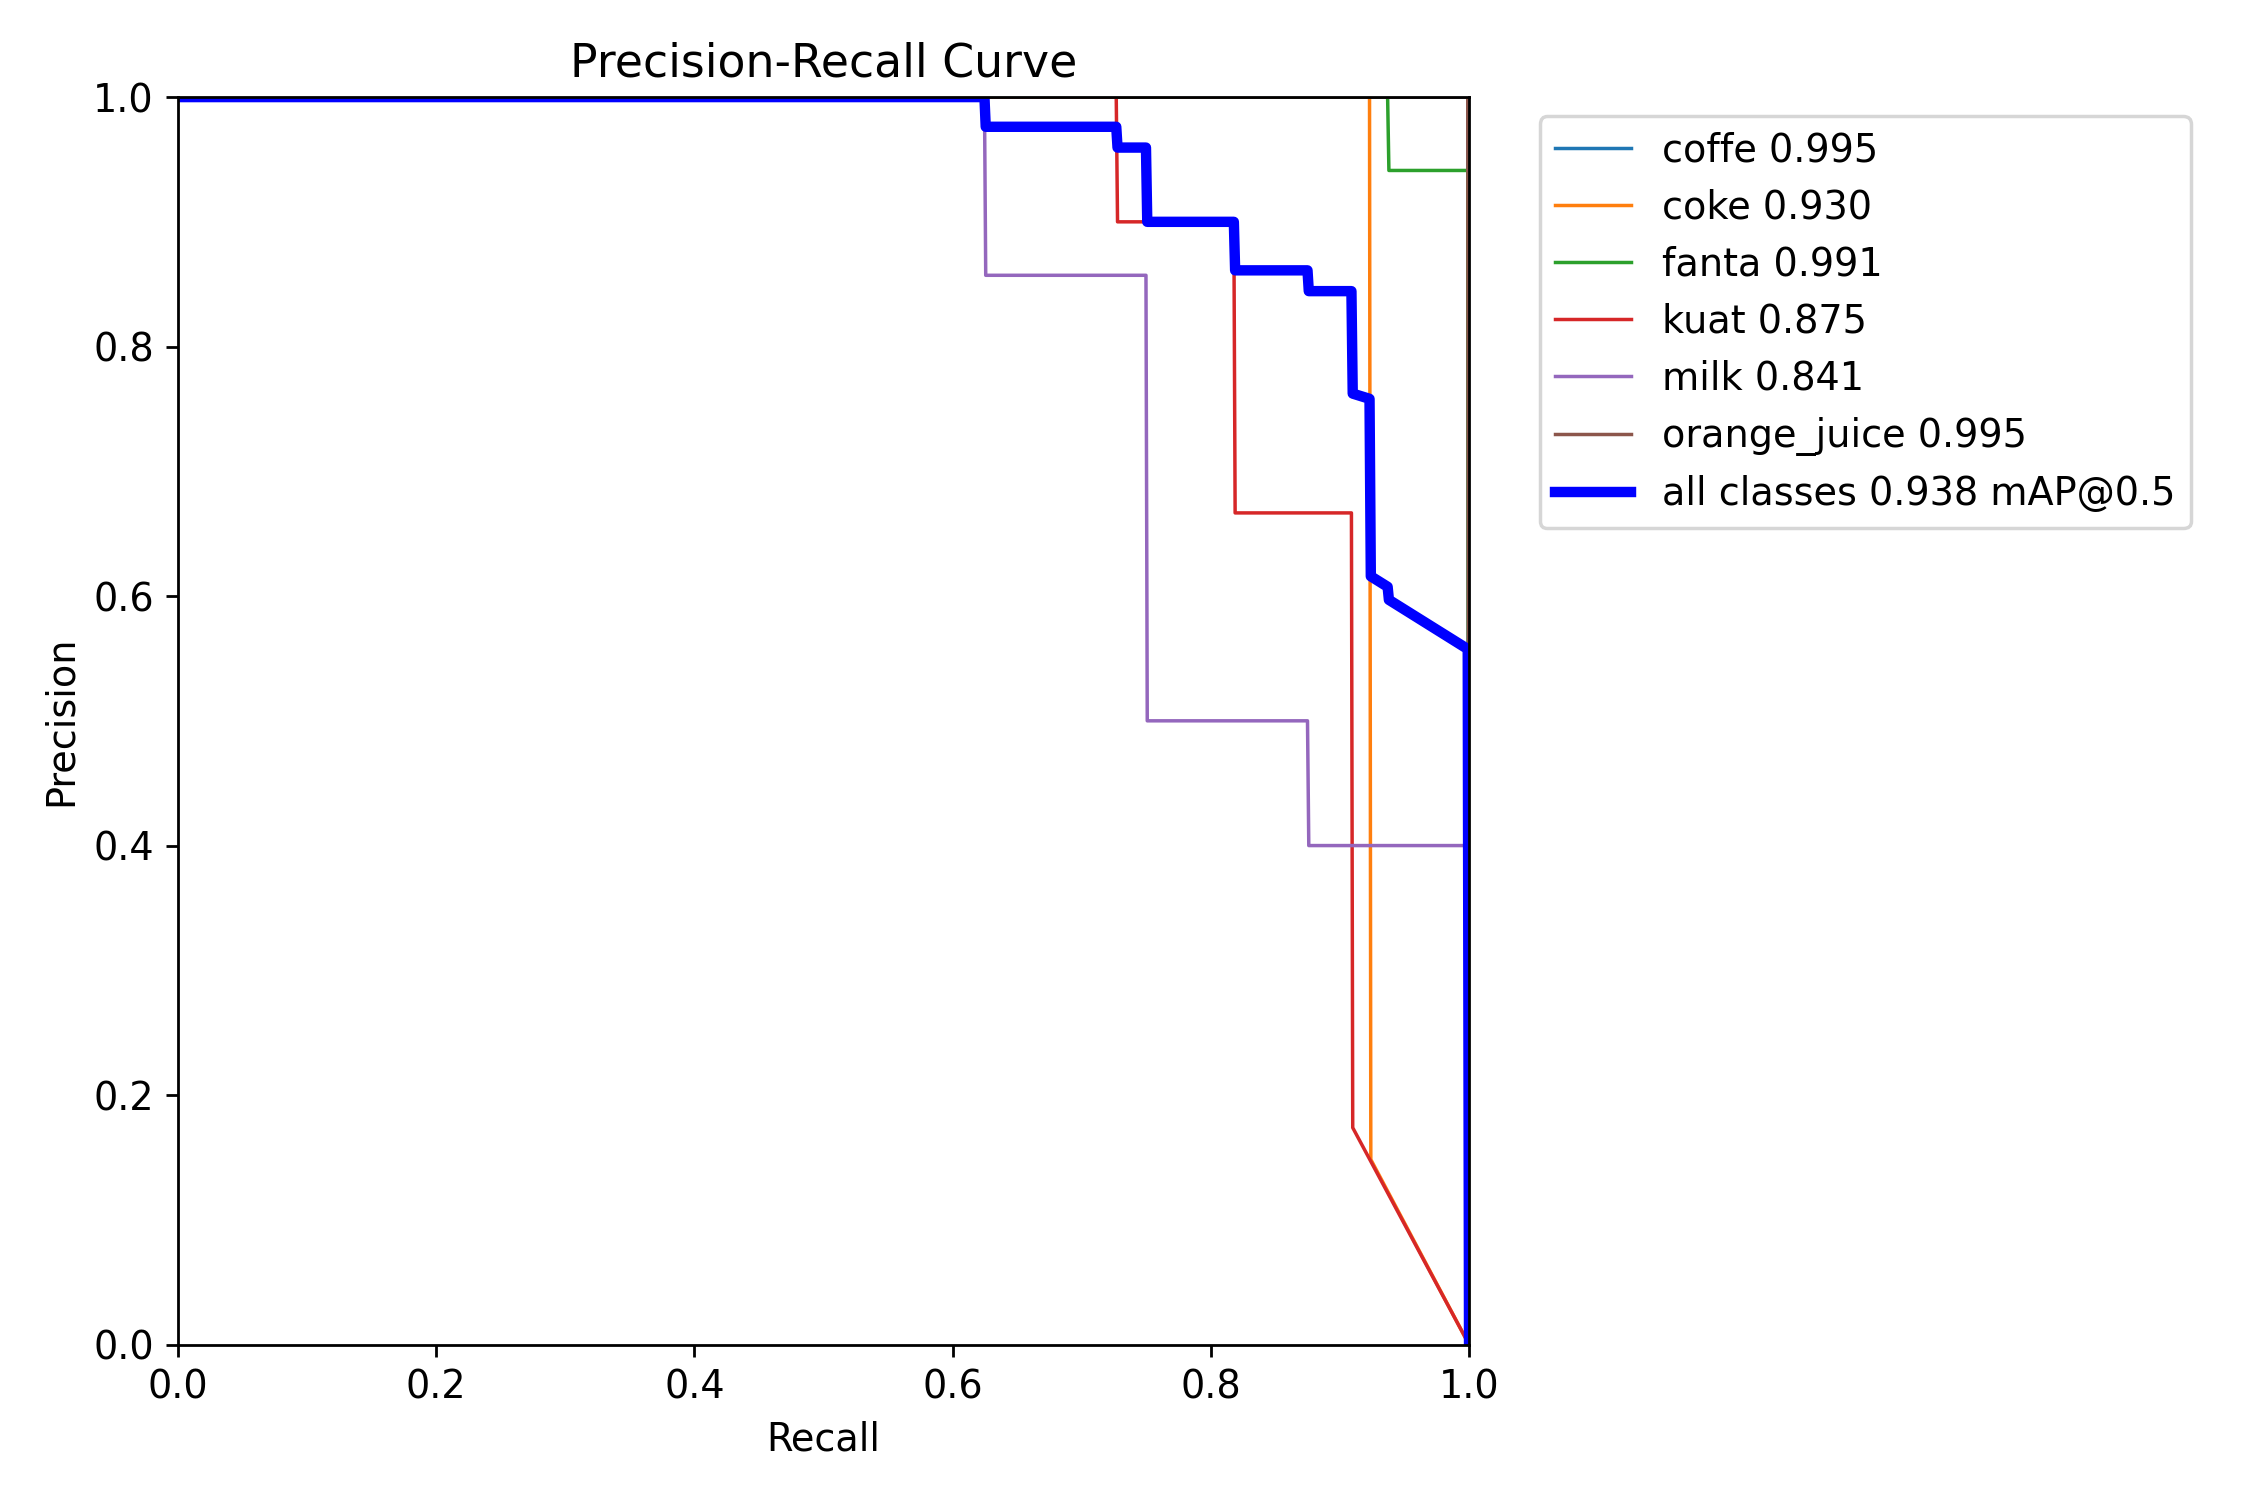 Precision-Recall Curve
1.0
0.8
0.6
0.4
0.2
0.0
Precision
0.0 0.2 0.4 0.6 0.8 1.0
Recall
coffe 0.995
coke 0.930
fanta 0.991
kuat 0.875
milk 0.841
orange_juice 0.995
all classes 0.938 mAP@0.5